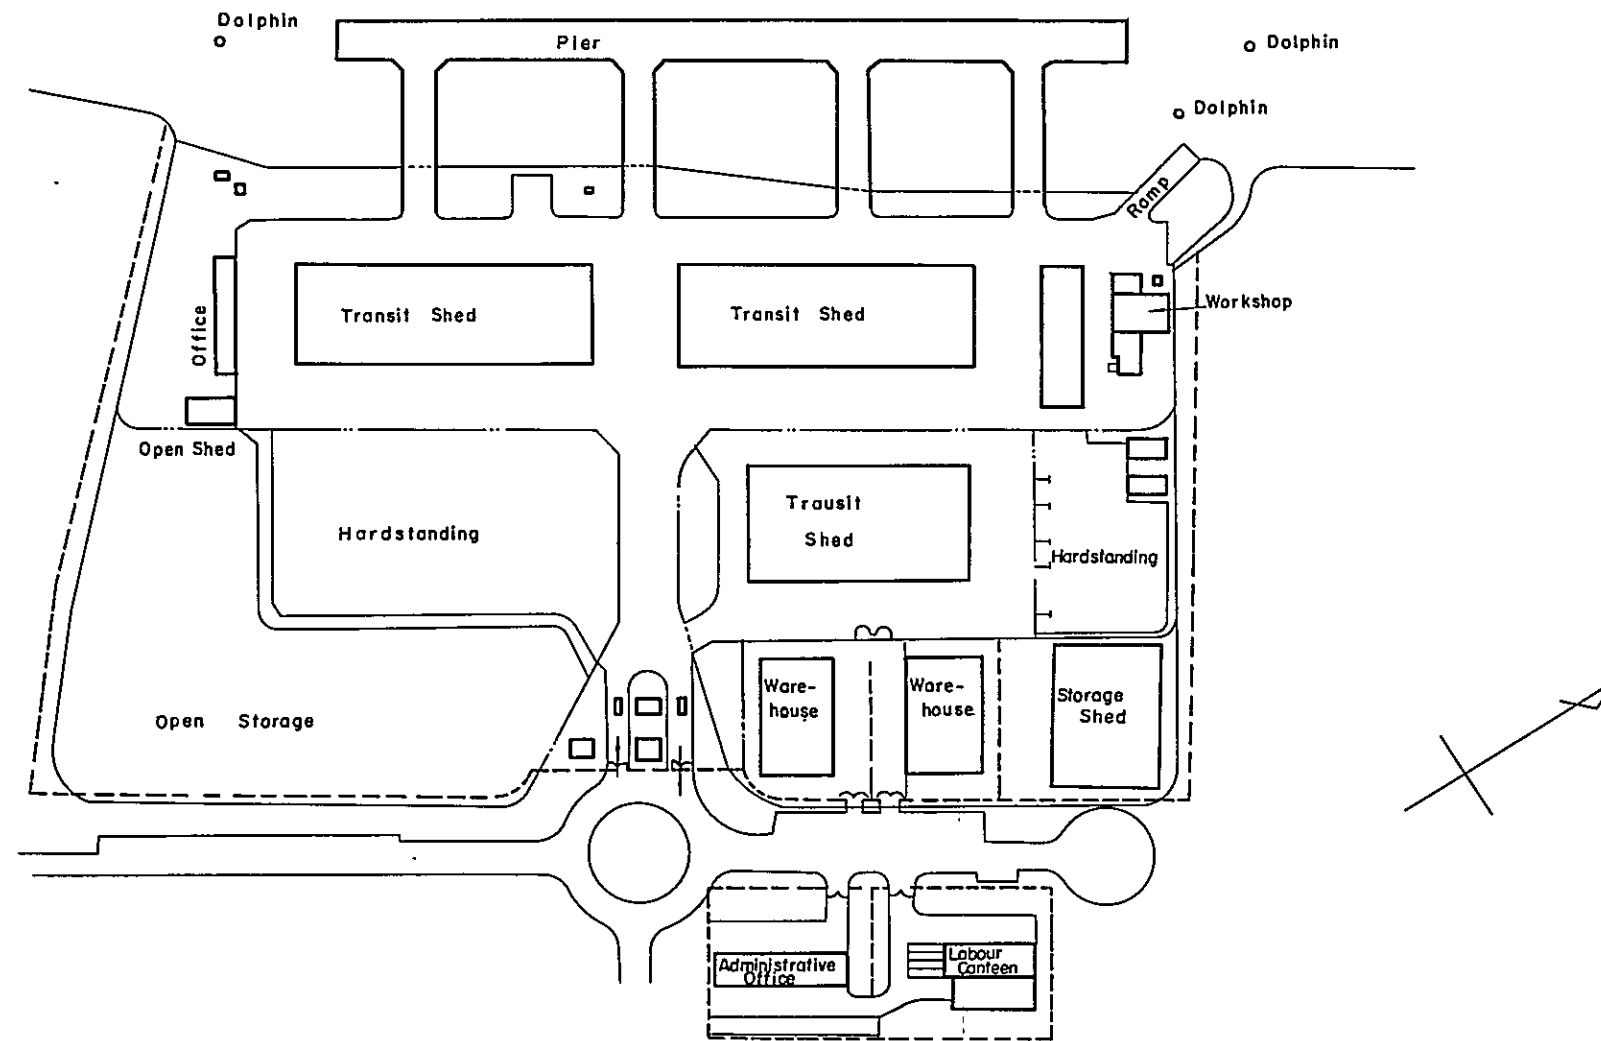 Dolphin
Pier
Dolphin
Dolphin
Ramp
Office
Transit Shed
Transit Shed
Workshop
Open Shed
Hardstanding
Trausit
Shed
Hardstanding
Open Storage
Ware-
house
Ware-
house
Storage
Shed
Administrative
Office
Labour
Canteen